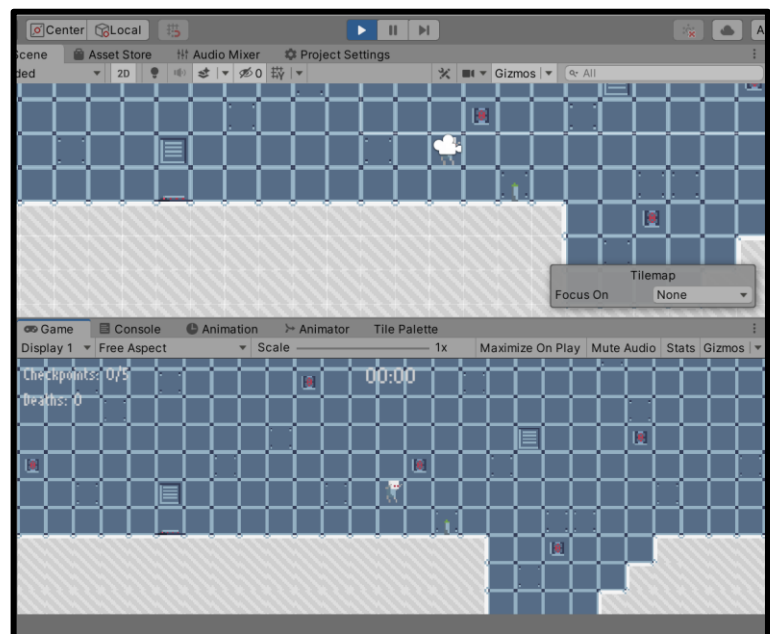 Center Local A
Scene Asset Store Audio Mixer Project Settings
ded 2D 0 Gizmos All
Tilemap
Focus On None
Game Console Animation Animator Tile Palette
Display 1 Free Aspect Scale 1x Maximize On Play Mute Audio Stats Gizmos
Checkpoints: 0/5 00:00
Deaths: 0